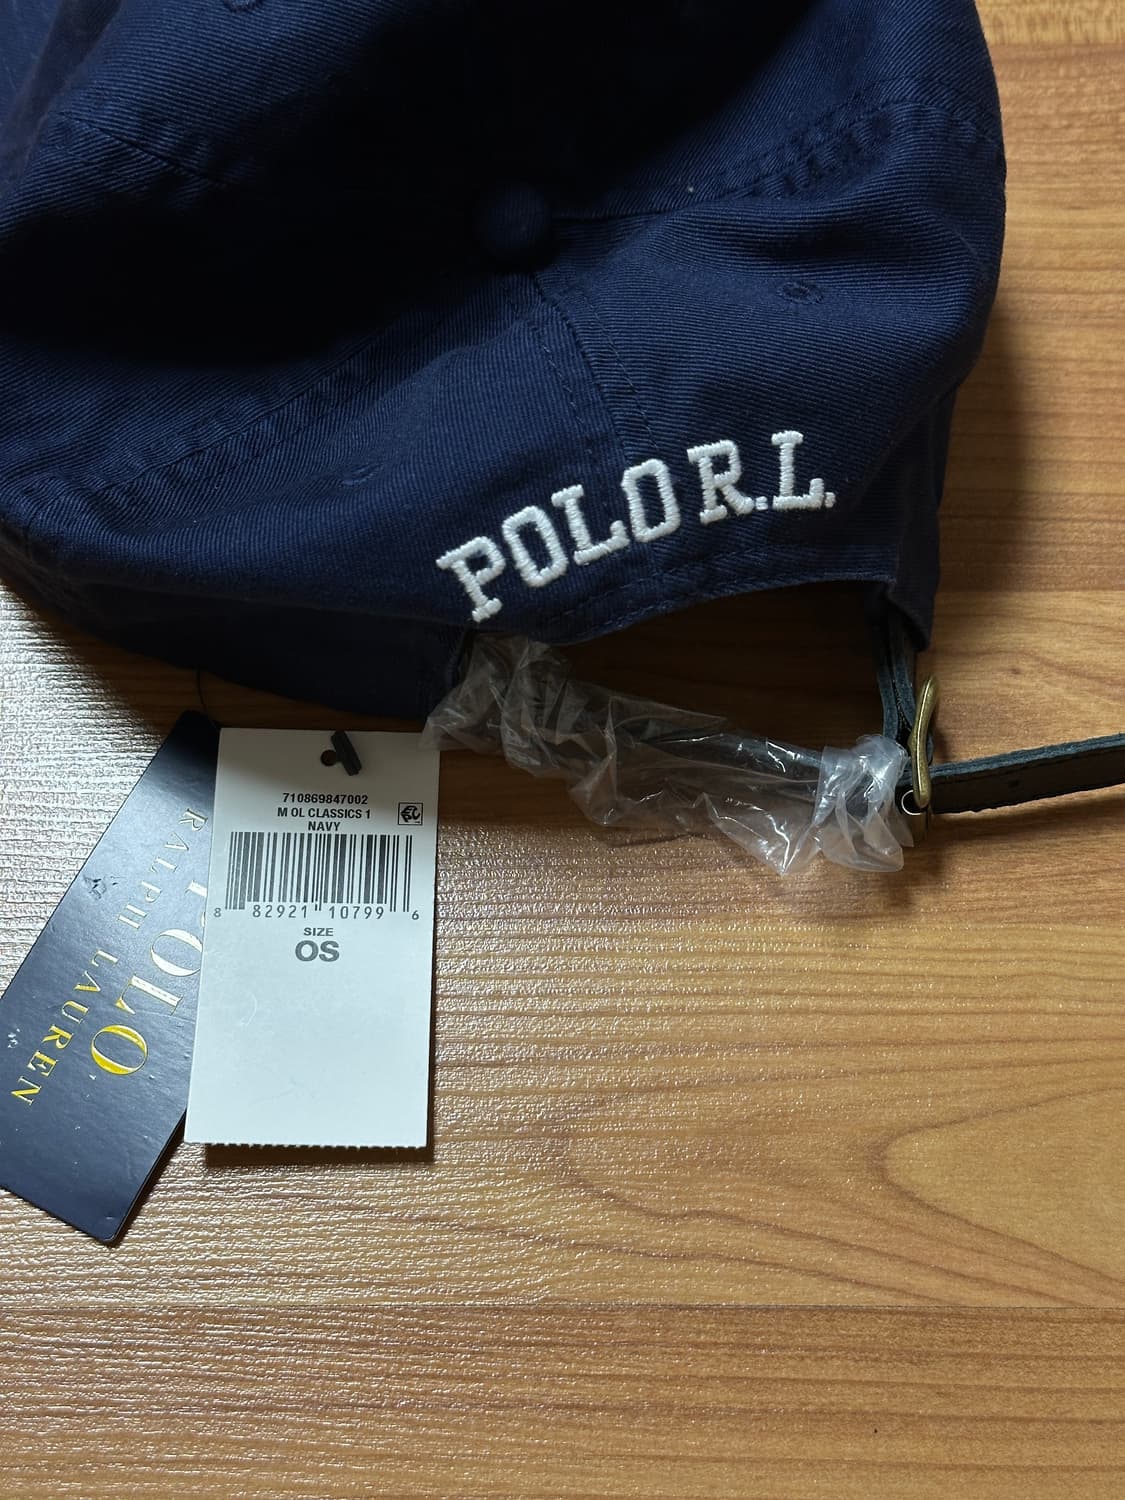 POLO R.L.
710869847002
M OL CLASSICS 1
NAVY
8 82921 10799 6
SIZE
OS
POLO
RALPH LAUREN